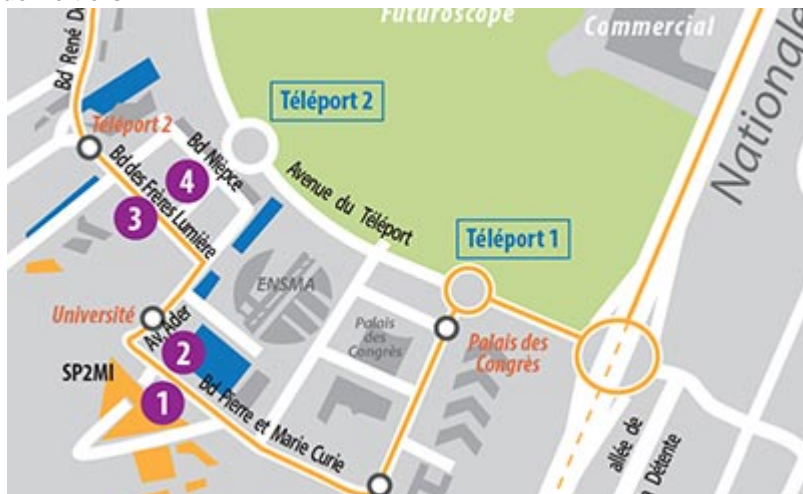 Futuroscope
Commercial
Nationale
Bd René
Téléport 2
Téléport 2
Bd Nièpce
Avenue du Téléport
Bd des Frères Lumière
4
3
Téléport 1
ENSMA
Université
Av. Ader
Palais
des
Congrès
Palais des
Congrès
2
SP2MI
1
Bd Pierre et Marie Curie
allée de
Détente